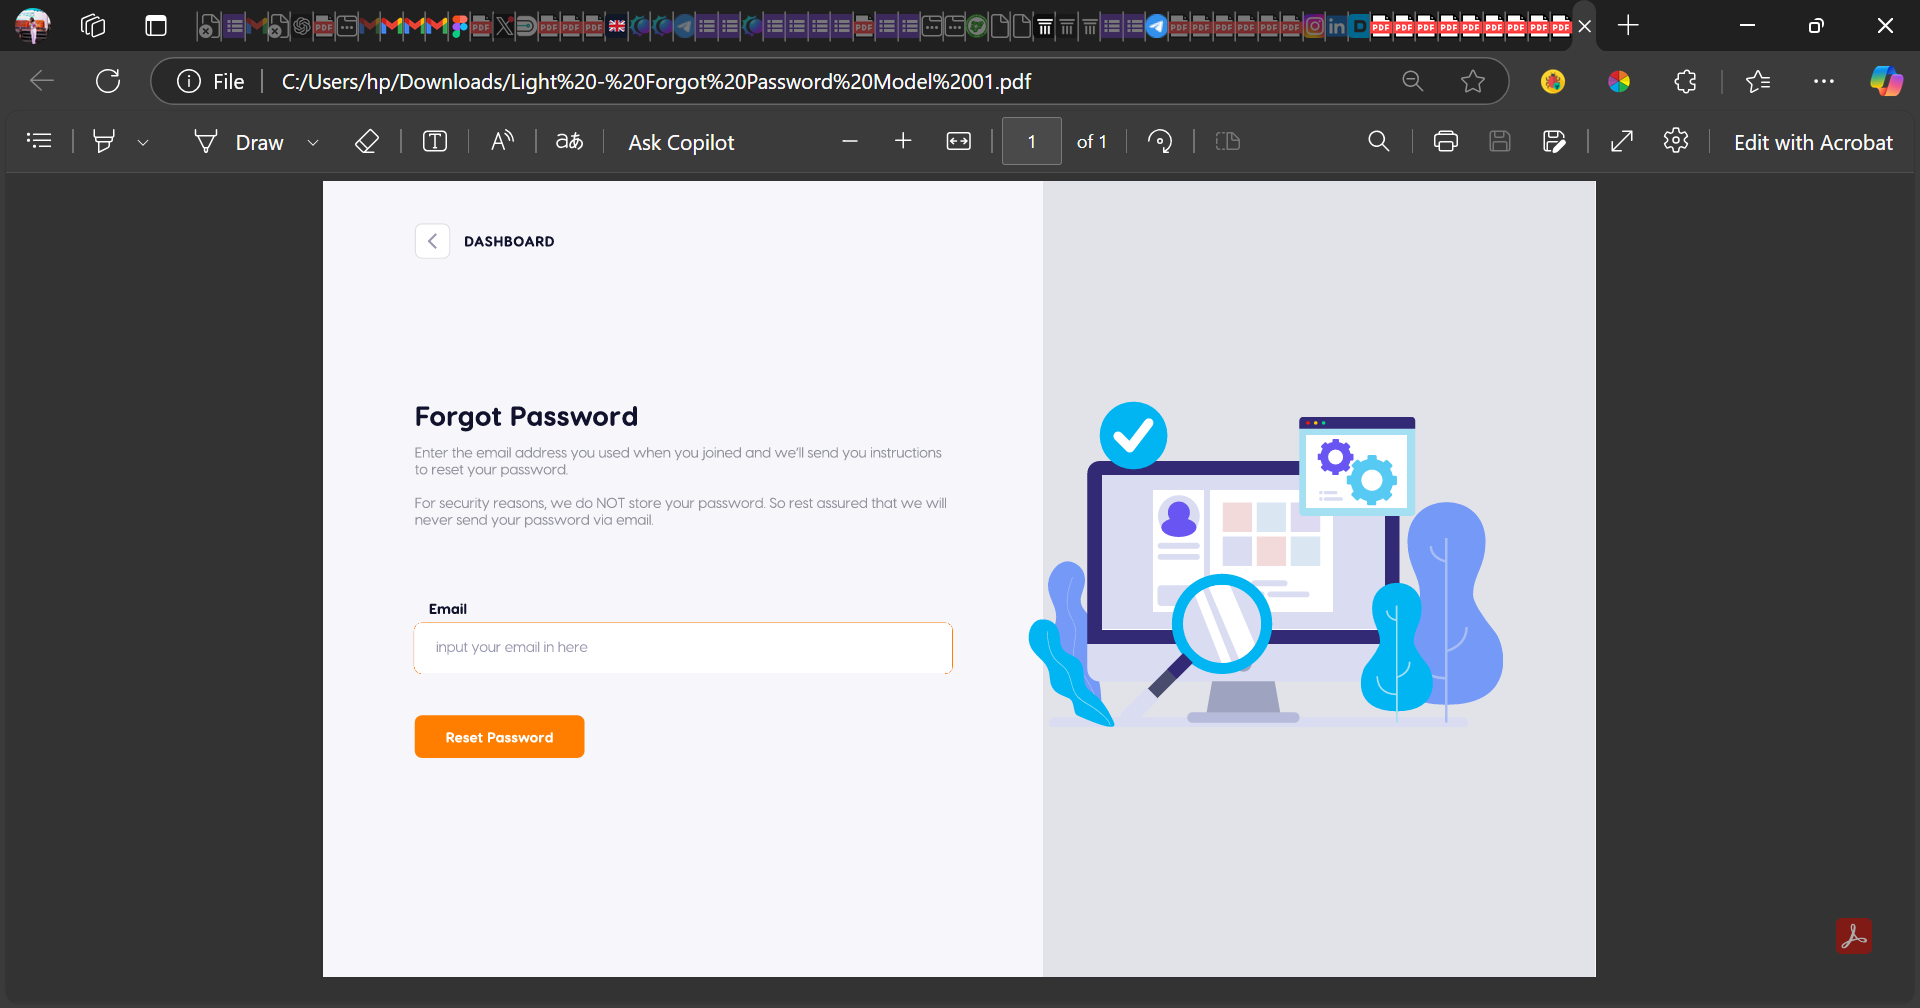 File
C:/Users/hp/Downloads/Light%20-%20Forgot%20Password%20Model%2001.pdf
Draw
Ask Copilot
1
of 1
Edit with Acrobat
DASHBOARD
Forgot Password
Enter the email address you used when you joined and we'll send you instructions
to reset your password.
For security reasons, we do NOT store your password. So rest assured that we will
never send your password via email.
Email
input your email in here
Reset Password